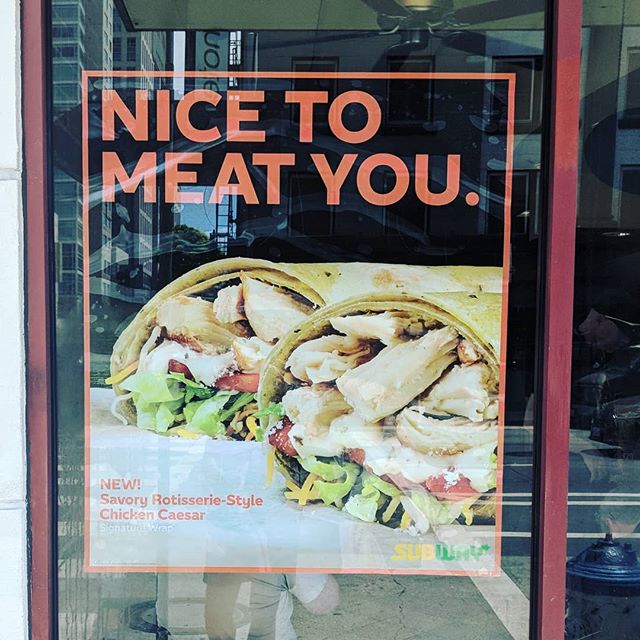 NICE TO
MEAT YOU.
NEW!
Savory Rotisserie-Style
Chicken Caesar
Signature Wrap
SUBWAY